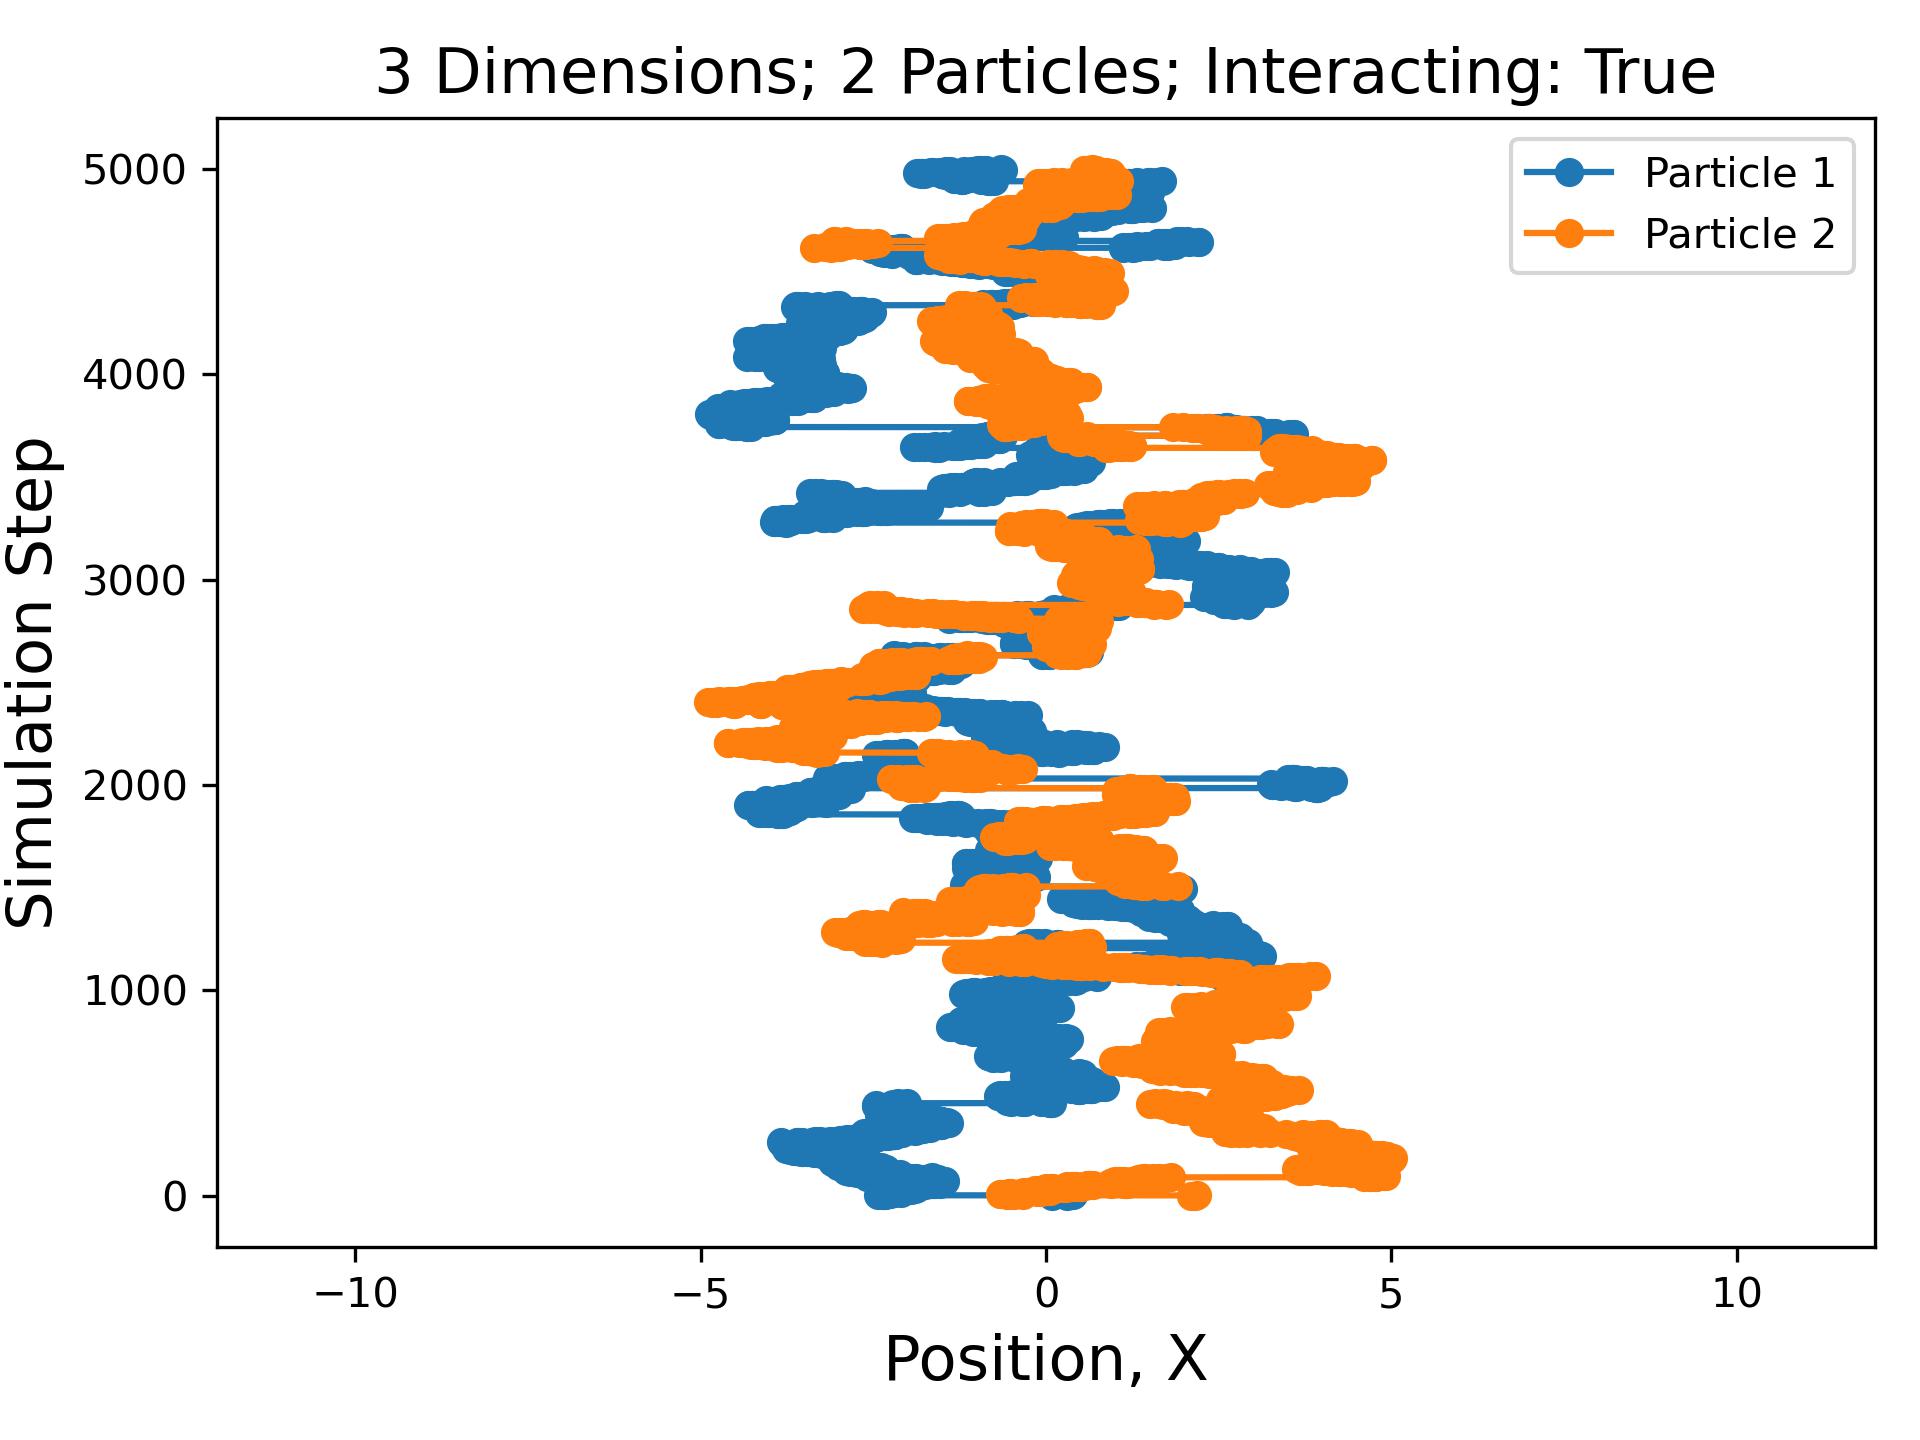 3 Dimensions; 2 Particles; Interacting: True
Particle 1
Particle 2
Simulation Step
5000
4000
3000
2000
1000
0
−10
−5
0
5
10
Position, X